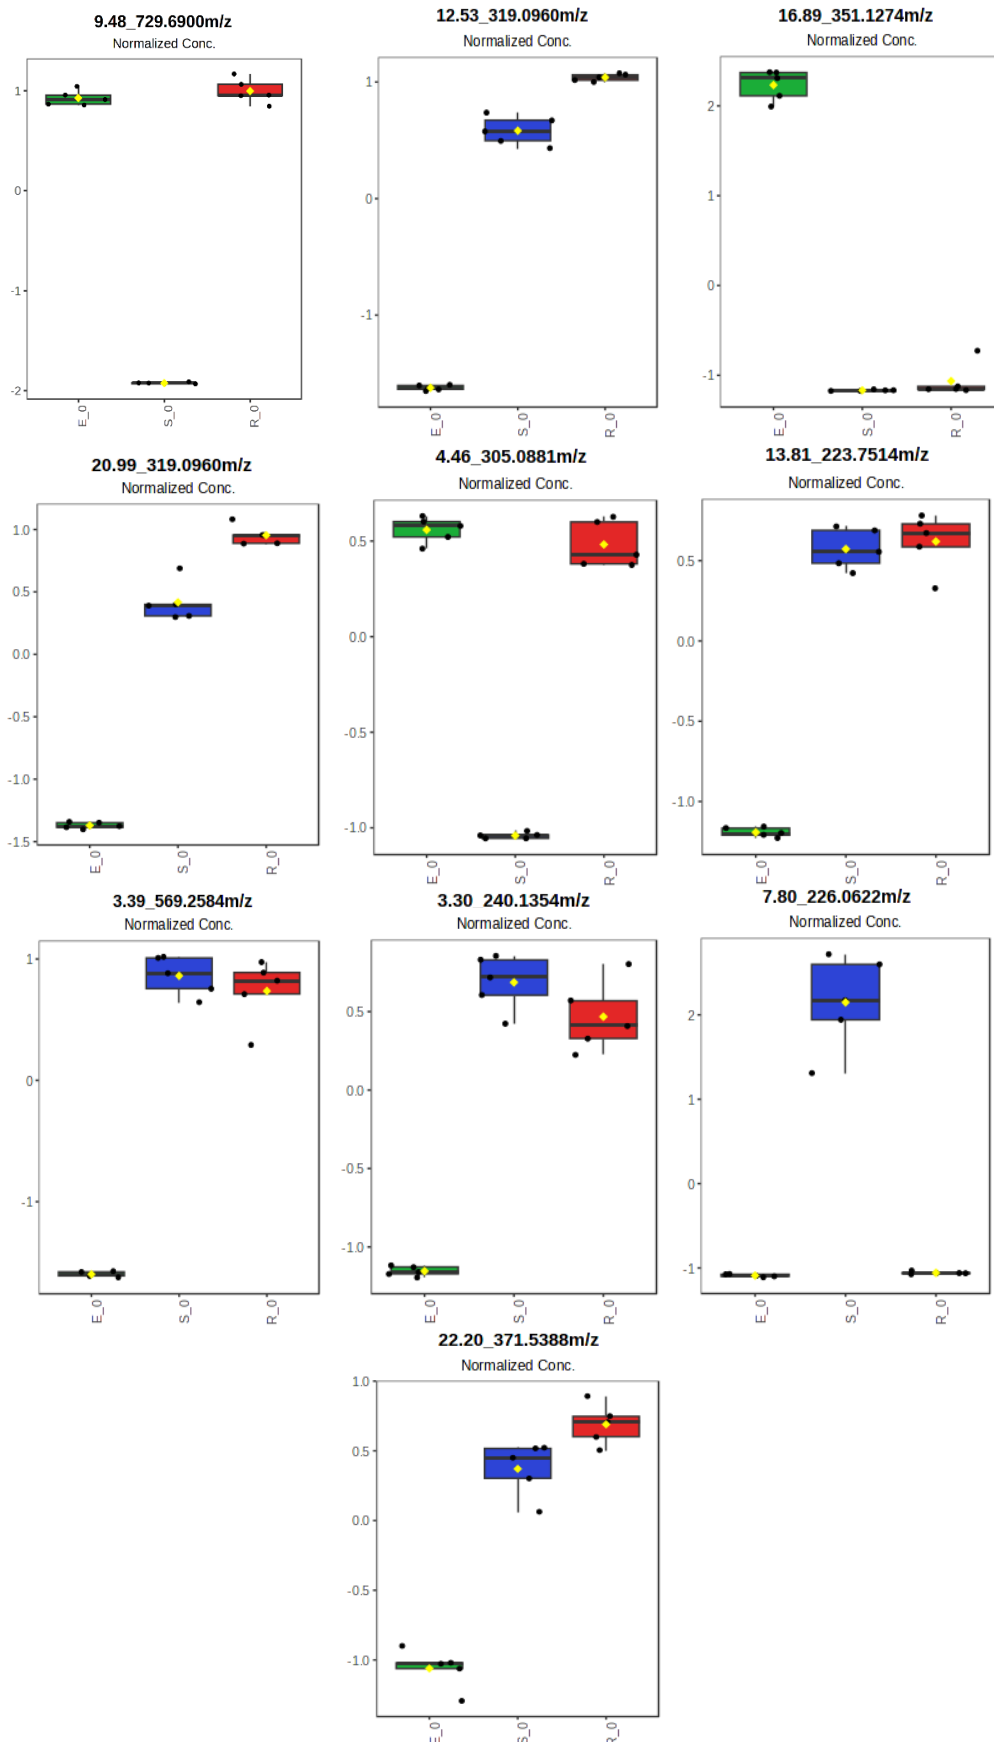 9.48_729.6900m/z
Normalized Conc.
1
0
-1
-2
E_0
S_0
R_0
12.53_319.0960m/z
Normalized Conc.
1
0
-1
E_0
S_0
R_0
16.89_351.1274m/z
Normalized Conc.
2
1
0
-1
E_0
S_0
R_0
20.99_319.0960m/z
Normalized Conc.
1.0
0.5
0.0
-0.5
-1.0
-1.5
E_0
S_0
R_0
4.46_305.0881m/z
Normalized Conc.
0.5
0.0
-0.5
-1.0
E_0
S_0
R_0
13.81_223.7514m/z
Normalized Conc.
0.5
0.0
-0.5
-1.0
E_0
S_0
R_0
3.39_569.2584m/z
Normalized Conc.
1
0
-1
E_0
S_0
R_0
3.30_240.1354m/z
Normalized Conc.
0.5
0.0
-0.5
-1.0
E_0
S_0
R_0
7.80_226.0622m/z
Normalized Conc.
2
1
0
-1
E_0
S_0
R_0
22.20_371.5388m/z
Normalized Conc.
1.0
0.5
0.0
-0.5
-1.0
E_0
S_0
R_0